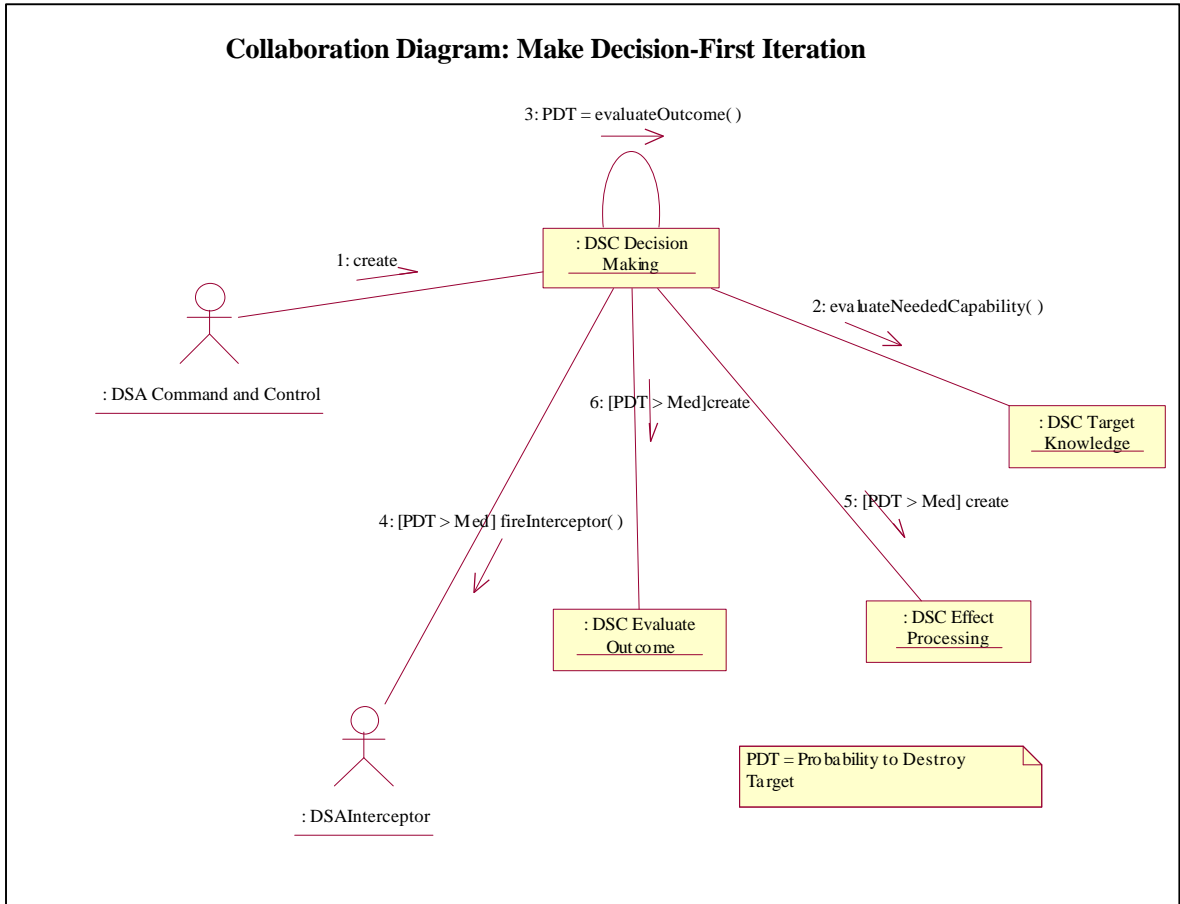 Collaboration Diagram: Make Decision-First Iteration
3: PDT = evaluateOutcome( )
: DSC Decision
Making
1: create
2: evaluateNeededCapability( )
: DSA Command and Control
6: [PDT > Med]create
: DSC Target
Knowledge
5: [PDT > Med] create
4: [PDT > Med] fireInterceptor( )
: DSC Evaluate
Outcome
: DSC Effect
Processing
PDT = Probability to Destroy
Target
: DSAInterceptor